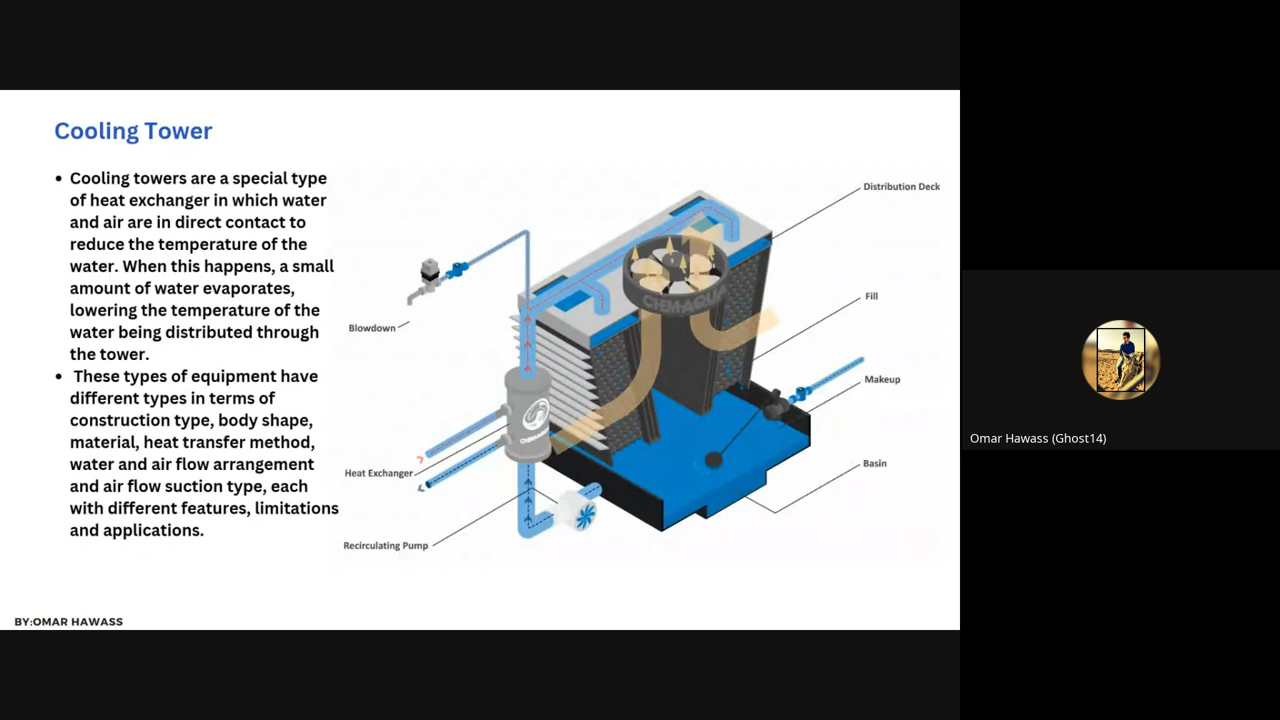 Cooling Tower
• Cooling towers are a special type
of heat exchanger in which water
and air are in direct contact to
reduce the temperature of the
water. When this happens, a small
amount of water evaporates,
lowering the temperature of the
water being distributed through
the tower.
• These types of equipment have
different types in terms of
construction type, body shape,
material, heat transfer method,
water and air flow arrangement
and air flow suction type, each
with different features, limitations
and applications.
Distribution Deck
CHEMAQUA
Fill
Blowdown
Makeup
CHEMAQUA
Heat Exchanger
Basin
Recirculating Pump
BY:OMAR HAWASS
Omar Hawass (Ghost14)